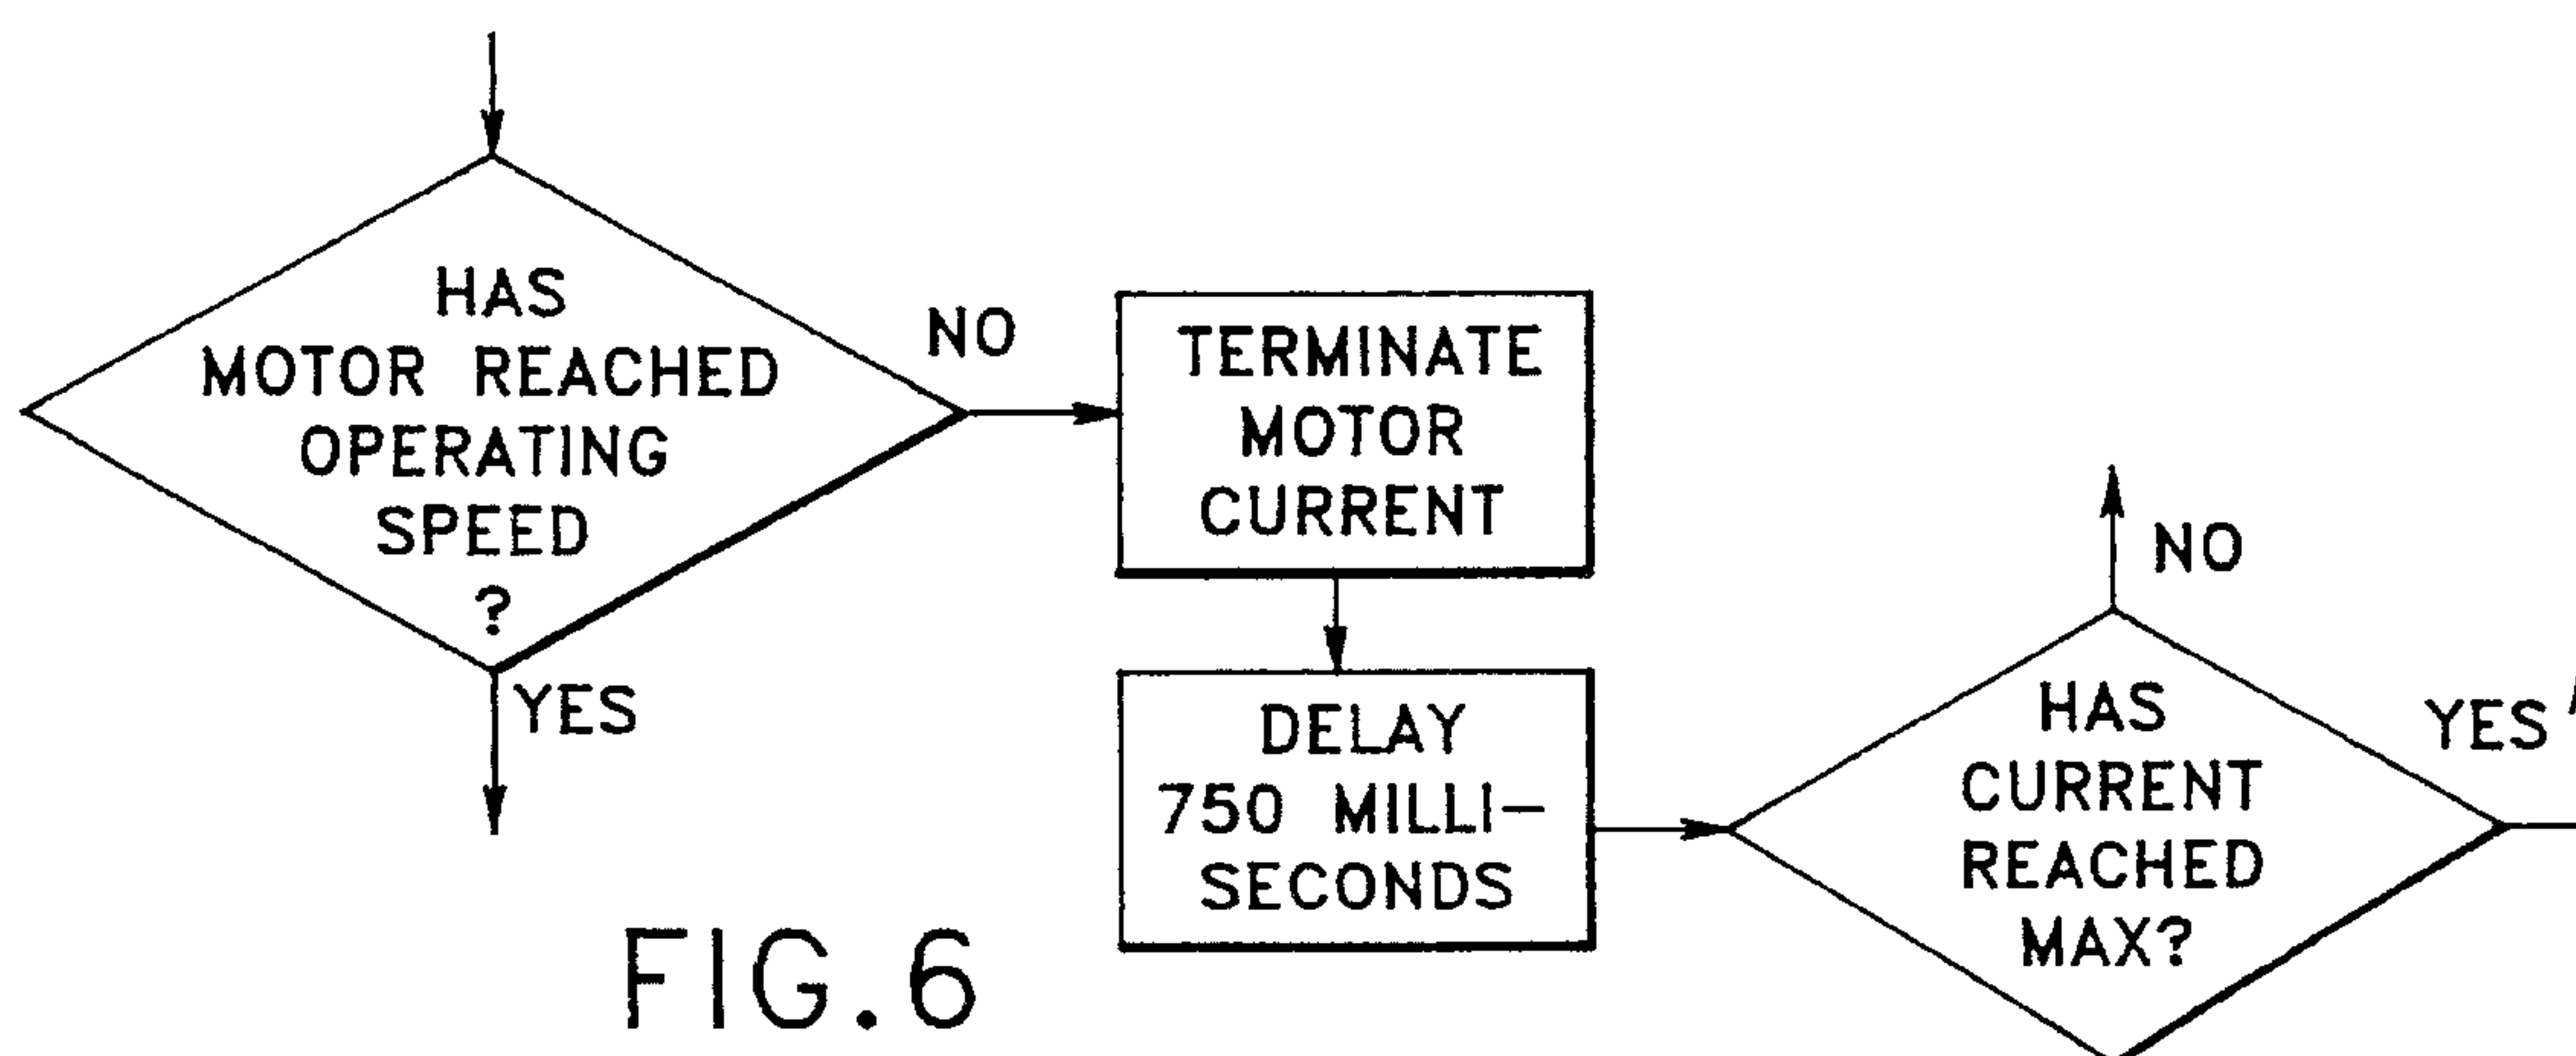 HAS
MOTOR REACHED
OPERATING
SPEED
?
NO
YES
TERMINATE
MOTOR
CURRENT
DELAY
750 MILLI-
SECONDS
NO
HAS
CURRENT
REACHED
MAX?
YES
FIG.6